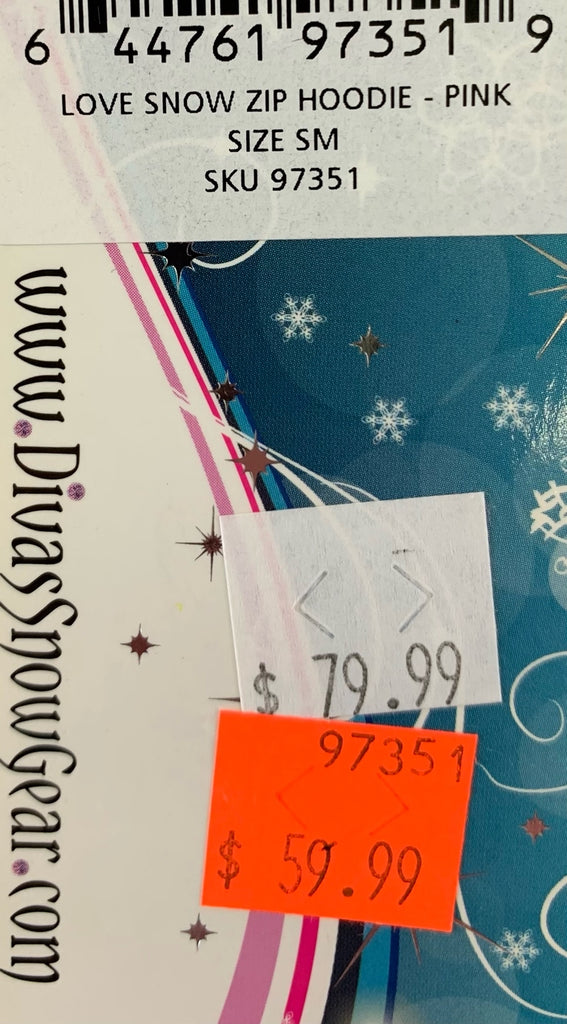 6 44761 97351 9
LOVE SNOW ZIP HOODIE - PINK
SIZE SM
SKU 97351
www.DivasSnowGear.com
$ 79.99
97351
$ 59.99